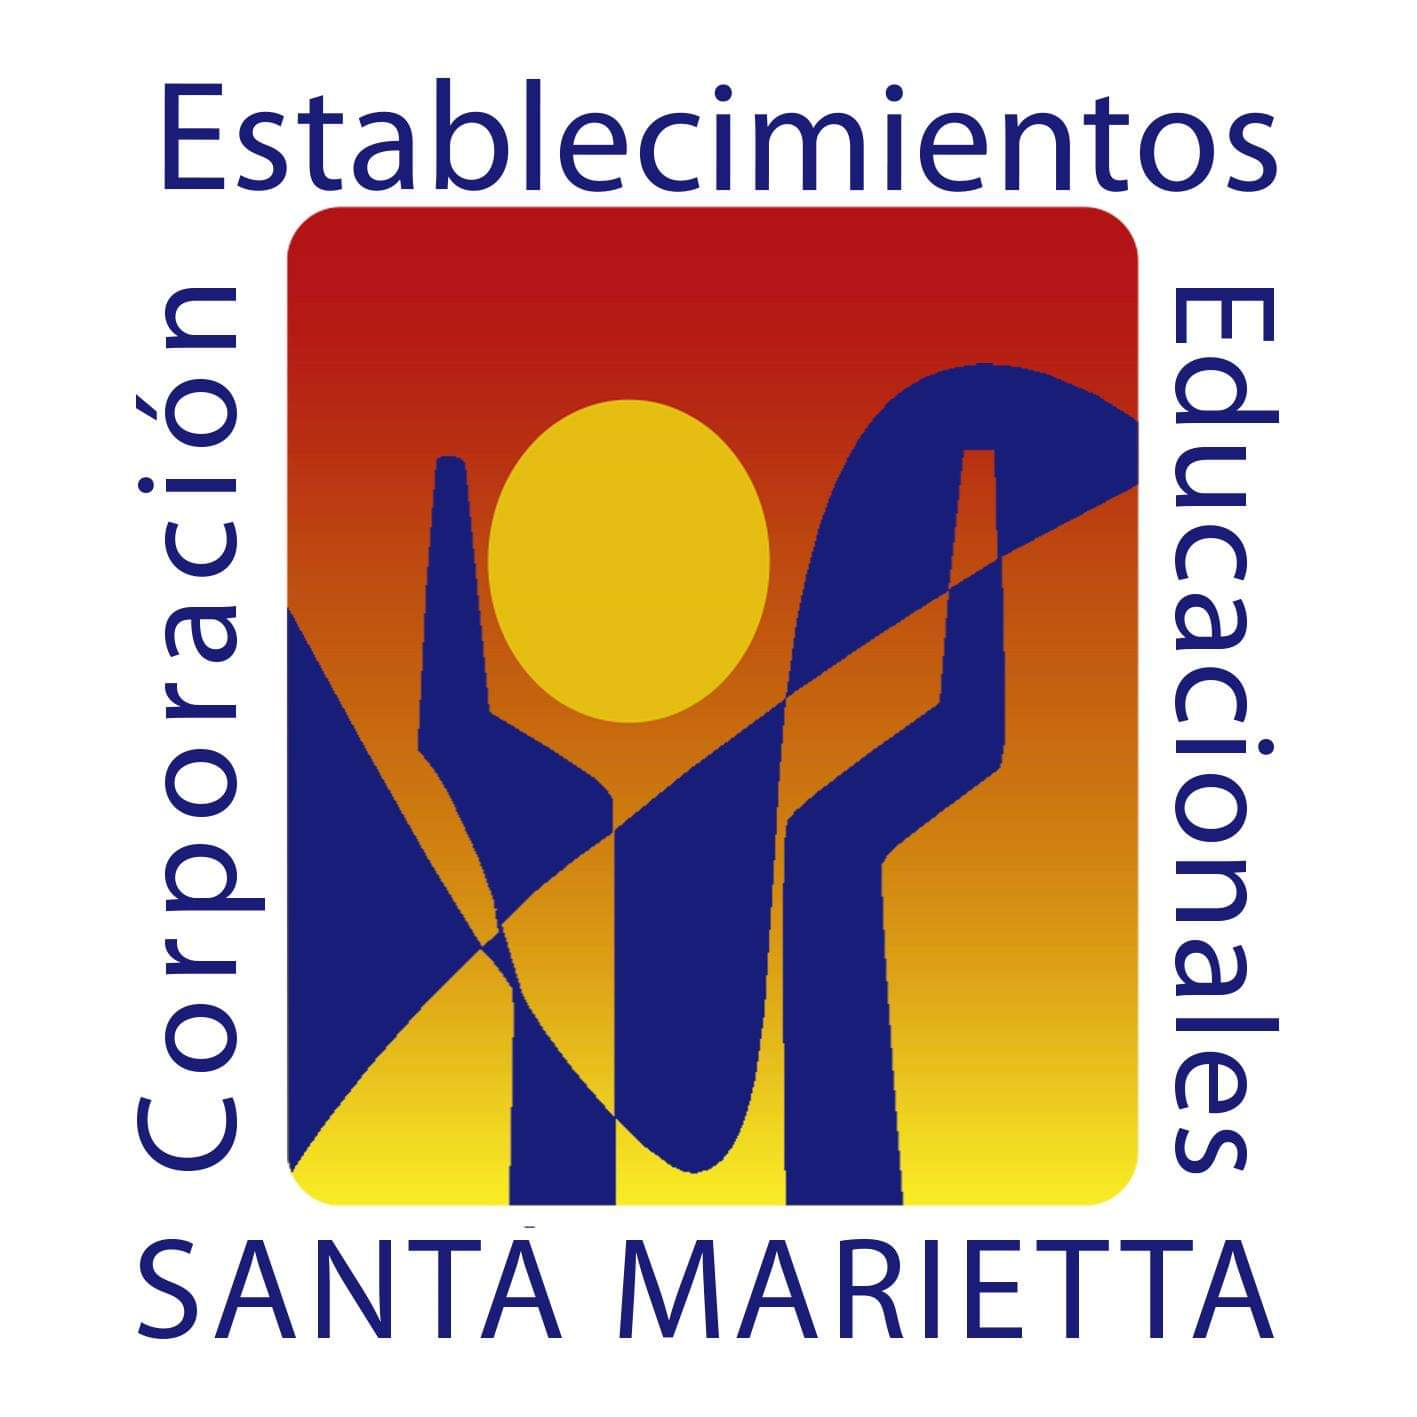 Corporación
Establecimientos
Educacionales
SANTA MARIETTA